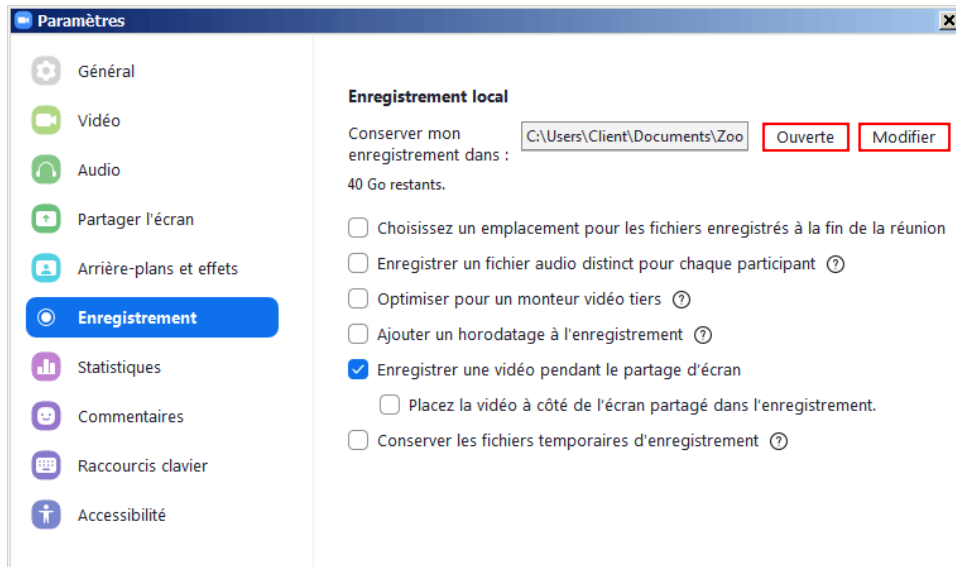 Paramètres
Général
Vidéo
Audio
Partager l'écran
Arrière-plans et effets
Enregistrement
Statistiques
Commentaires
Raccourcis clavier
Accessibilité
Enregistrement local
Conserver mon
enregistrement dans :
C:\Users\Client\Documents\Zoo
Ouverte
Modifier
40 Go restants.
Choisissez un emplacement pour les fichiers enregistrés à la fin de la réunion
Enregistrer un fichier audio distinct pour chaque participant
Optimiser pour un monteur vidéo tiers
Ajouter un horodatage à l'enregistrement
Enregistrer une vidéo pendant le partage d'écran
Placez la vidéo à côté de l'écran partagé dans l'enregistrement.
Conserver les fichiers temporaires d'enregistrement